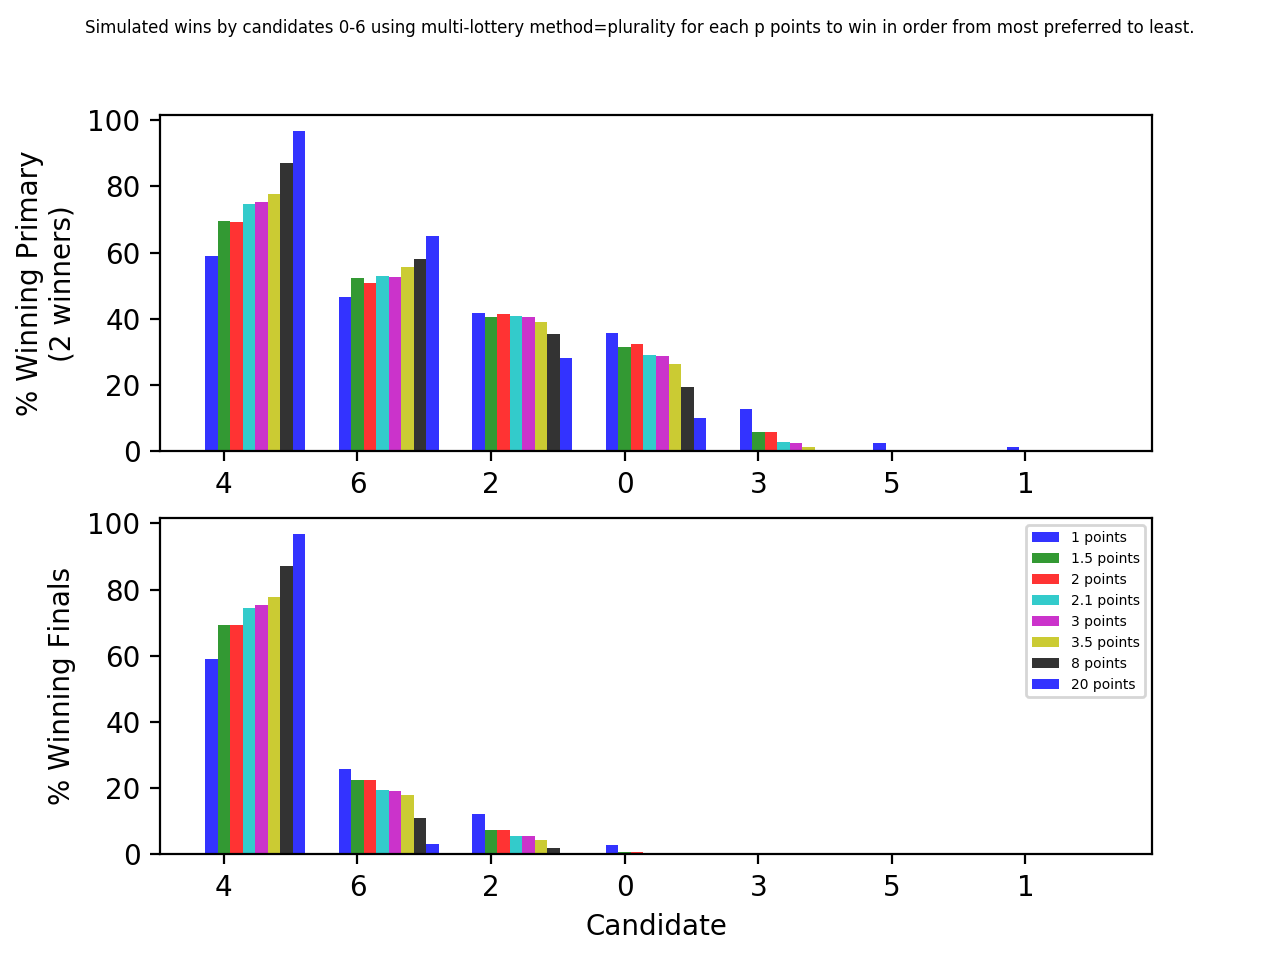 Simulated wins by candidates 0-6 using multi-lottery method=plurality for each p points to win in order from most preferred to least.
% Winning Primary
(2 winners)
100
80
60
40
20
0
4 6 2 0 3 5 1
% Winning Finals
100
80
60
40
20
0
1 points
1.5 points
2 points
2.1 points
3 points
3.5 points
8 points
20 points
4 6 2 0 3 5 1
Candidate